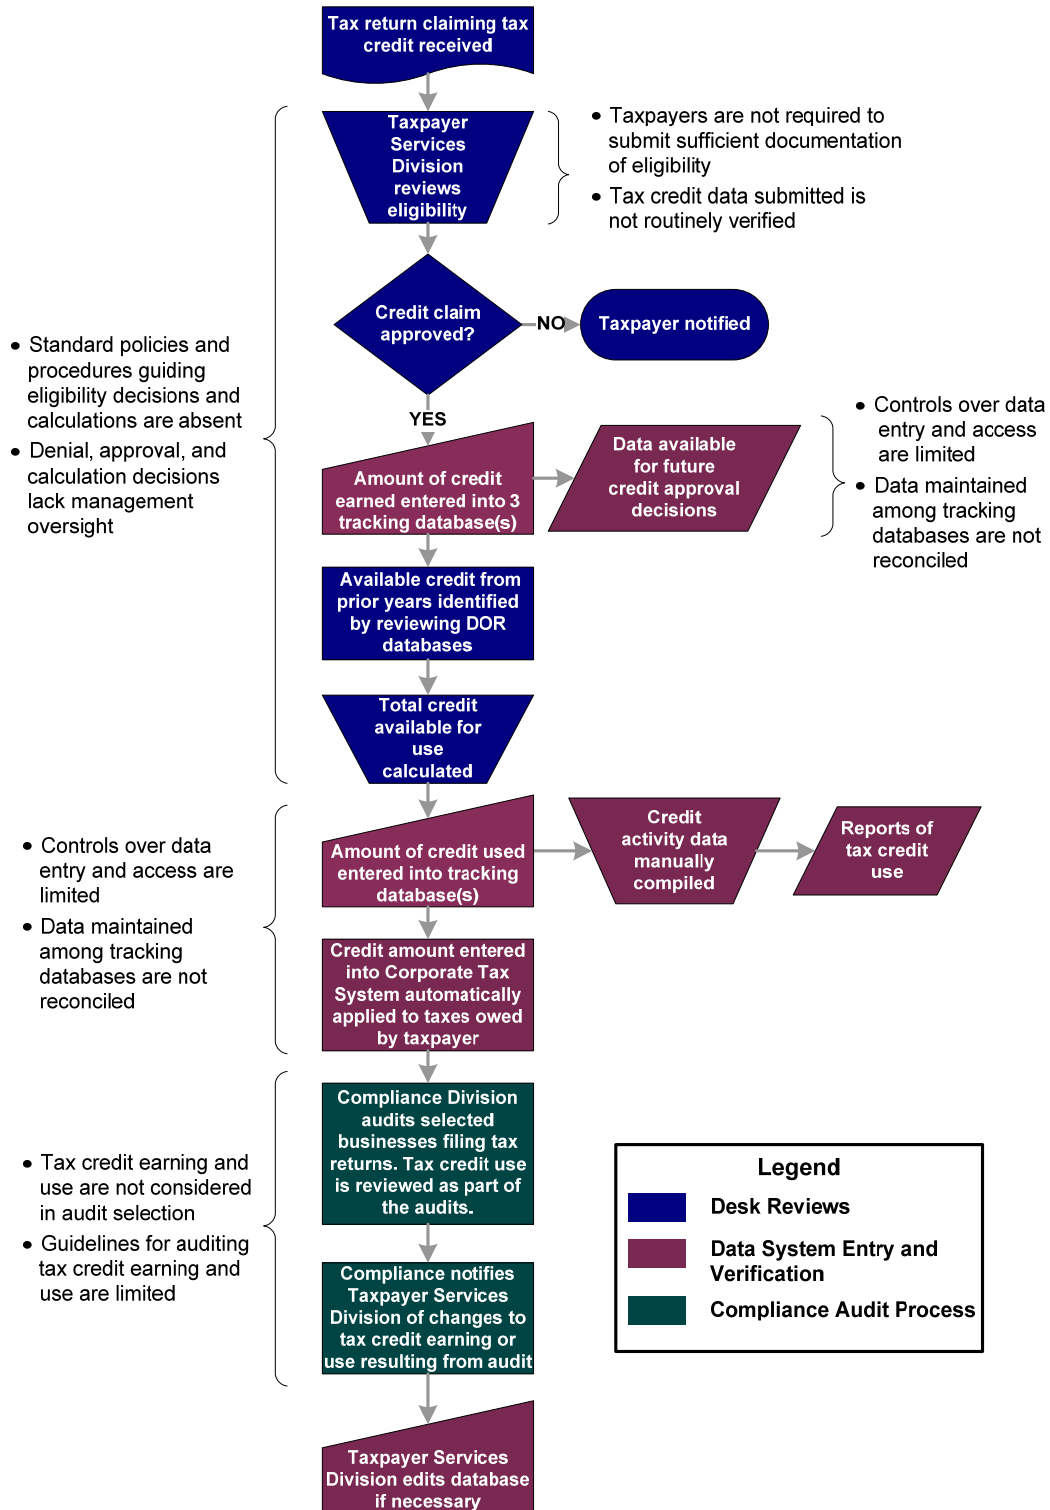 Tax return claiming tax
credit received
Taxpayer
Services
Division
reviews
eligibility
• Taxpayers are not required to
submit sufficient documentation
of eligibility
• Tax credit data submitted is
not routinely verified
Credit claim
approved?
NO
Taxpayer notified
• Standard policies and
procedures guiding
eligibility decisions and
calculations are absent
• Denial, approval, and
calculation decisions
lack management
oversight
YES
Amount of credit
earned entered into 3
tracking database(s)
Data available
for future
credit approval
decisions
• Controls over data
entry and access
are limited
• Data maintained
among tracking
databases are not
reconciled
Available credit from
prior years identified
by reviewing DOR
databases
Total credit
available for
use
calculated
• Controls over data
entry and access are
limited
• Data maintained
among tracking
databases are not
reconciled
Amount of credit used
entered into tracking
database(s)
Credit
activity data
manually
compiled
Reports of
tax credit
use
Credit amount entered
into Corporate Tax
System automatically
applied to taxes owed
by taxpayer
• Tax credit earning and
use are not considered
in audit selection
• Guidelines for auditing
tax credit earning and
use are limited
Compliance Division
audits selected
businesses filing tax
returns. Tax credit use
is reviewed as part of
the audits.
Compliance notifies
Taxpayer Services
Division of changes to
tax credit earning or
use resulting from audit
Taxpayer Services
Division edits database
if necessary
Legend
Desk Reviews
Data System Entry and
Verification
Compliance Audit Process